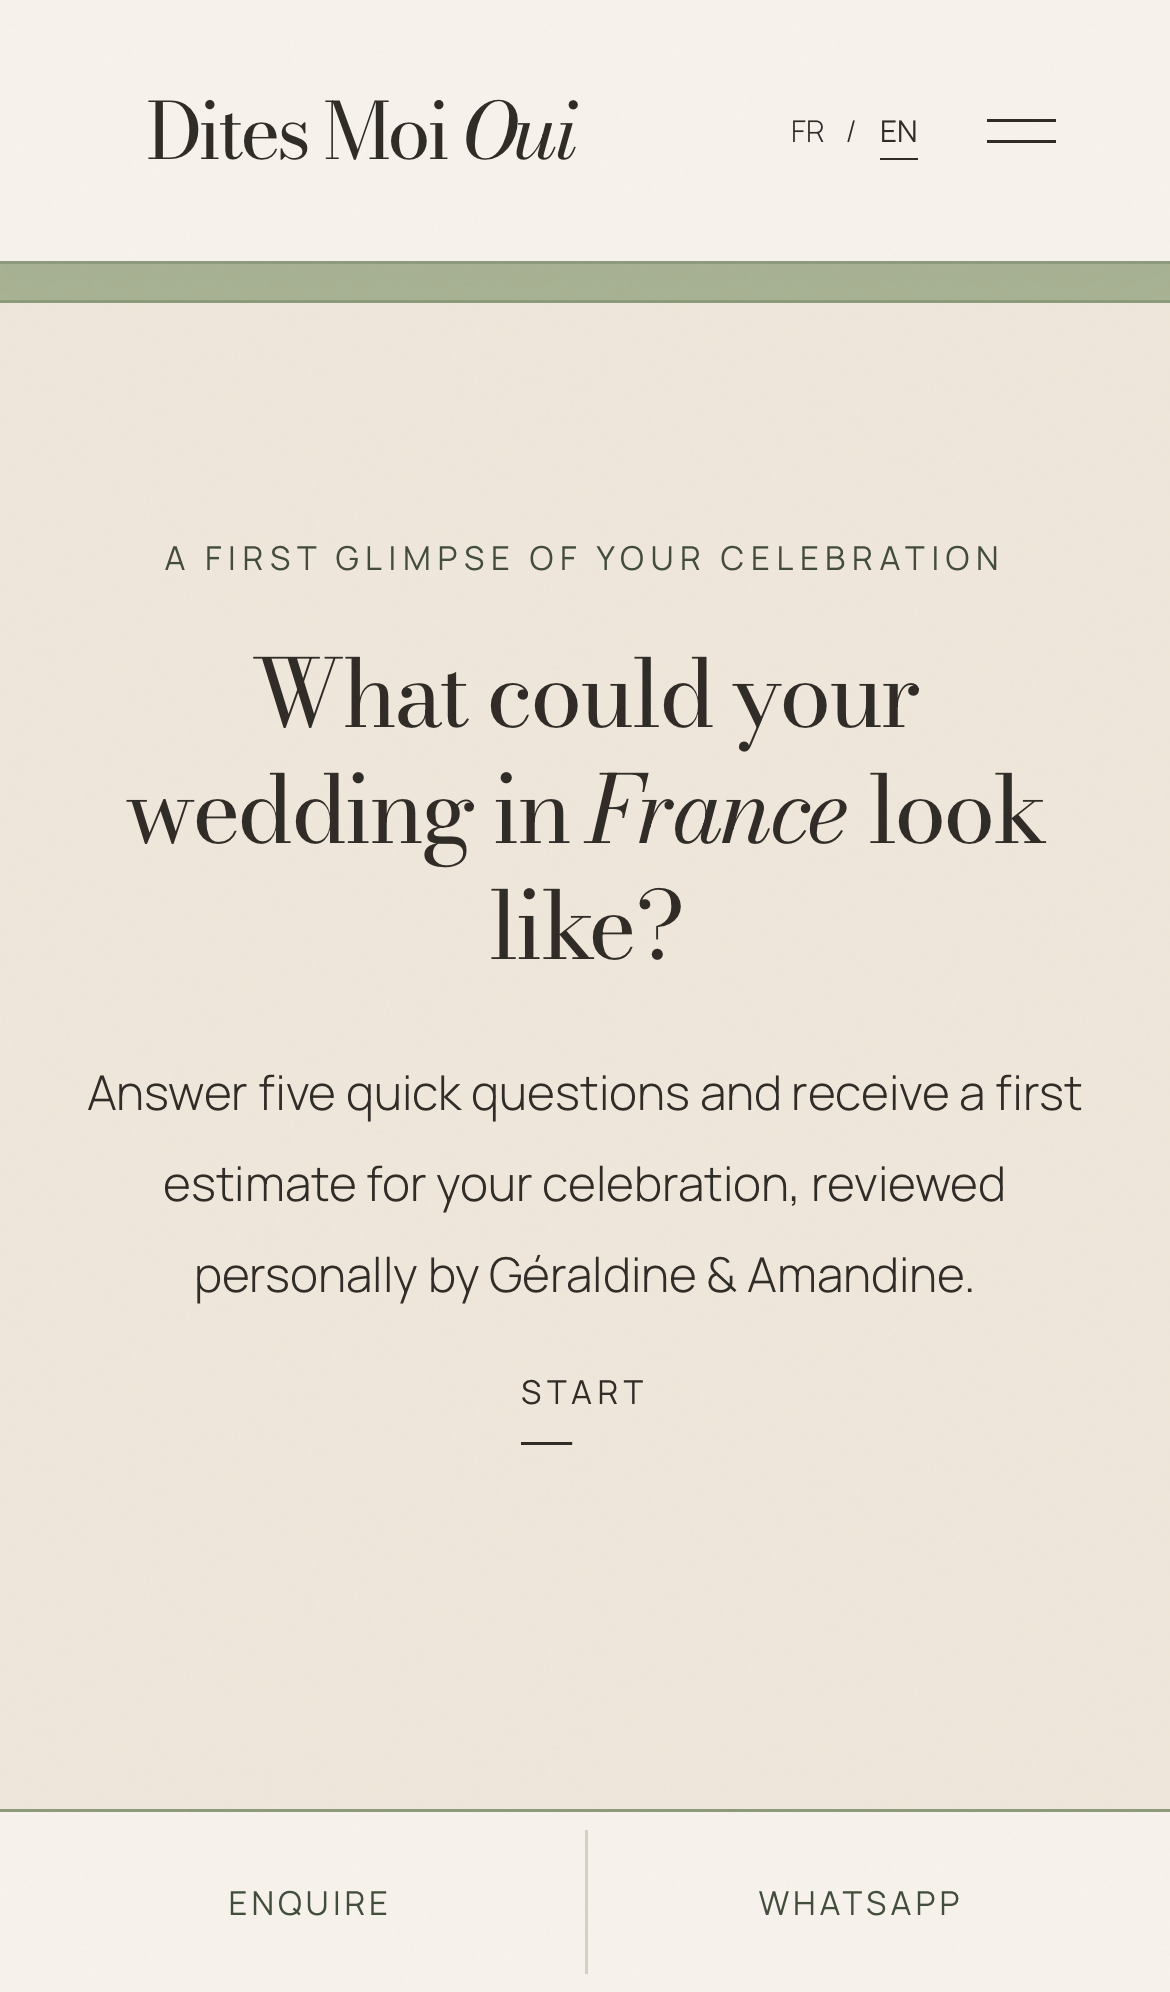 Dites Moi Oui
FR / EN
A FIRST GLIMPSE OF YOUR CELEBRATION
What could your
wedding in France look
like?
Answer five quick questions and receive a first
estimate for your celebration, reviewed
personally by Géraldine & Amandine.
START
ENQUIRE
WHATSAPP